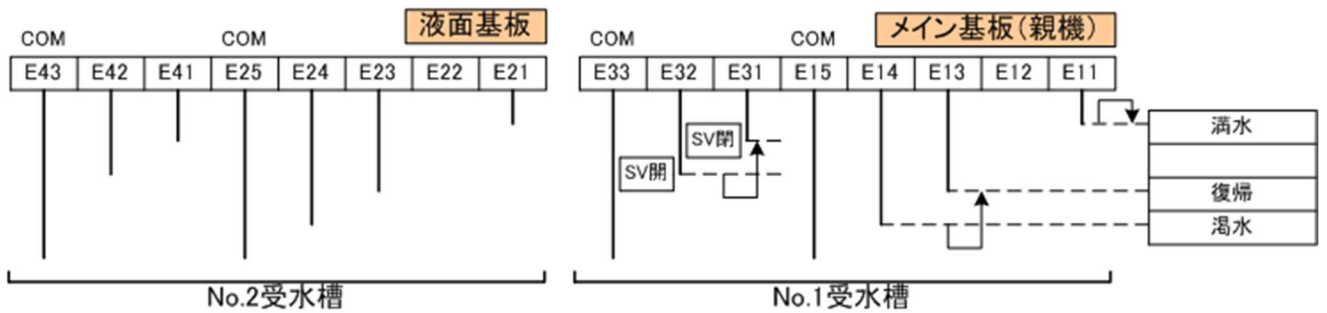 液面基板
メイン基板(親機)
COM COM COM COM
E43 E42 E41 E25 E24 E23 E22 E21 E33 E32 E31 E15 E14 E13 E12 E11
満水
SV閉
SV開
復帰
渇水
No.2受水槽 No.1受水槽